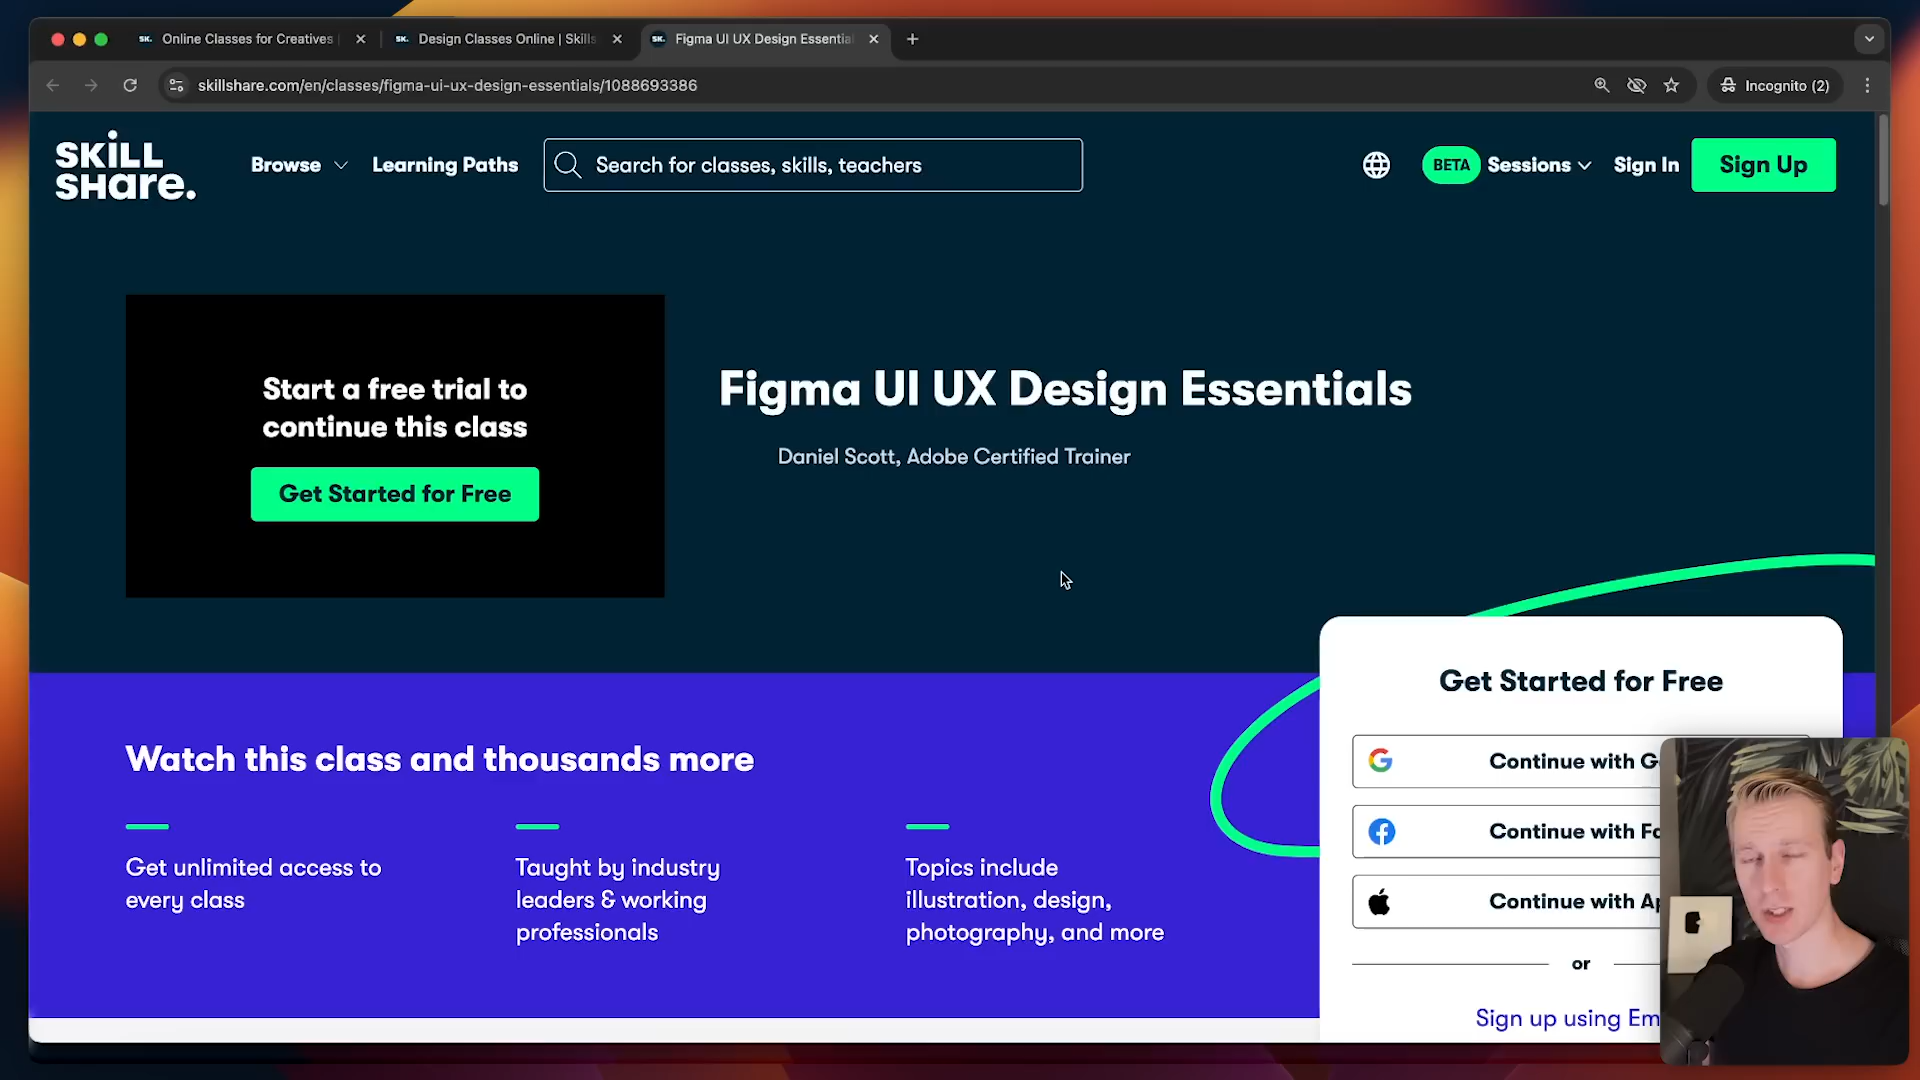 SK. Online Classes for Creatives
SK. Design Classes Online | Skills
SK. Figma UI UX Design Essentia
skillshare.com/en/classes/figma-ui-ux-design-essentials/1088693386
Incognito (2)
SKILL
SHare.
Browse
Learning Paths
Search for classes, skills, teachers
BETA
Sessions
Sign In
Sign Up
Start a free trial to
continue this class
Get Started for Free
Figma UI UX Design Essentials
Daniel Scott, Adobe Certified Trainer
Watch this class and thousands more
Get unlimited access to
every class
Taught by industry
leaders & working
professionals
Topics include
illustration, design,
photography, and more
Get Started for Free
Continue with G
Continue with Fa
Continue with Ap
or
Sign up using Em